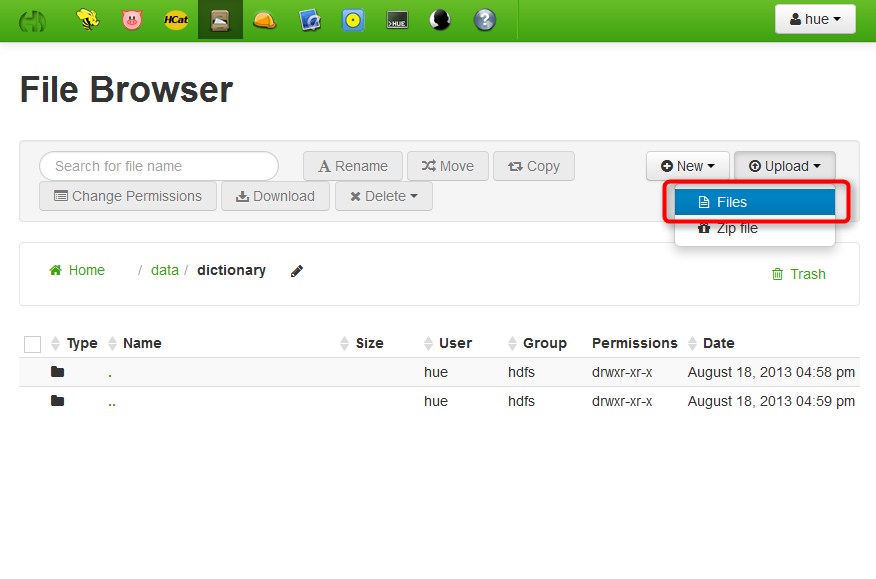 HCat HUE ? hue
File Browser
Search for file name Rename Move Copy New Upload
Change Permissions Download Delete Files
Zip file
Home / data / dictionary Trash
Type Name Size User Group Permissions Date
. hue hdfs drwxr-xr-x August 18, 2013 04:58 pm
.. hue hdfs drwxr-xr-x August 18, 2013 04:59 pm